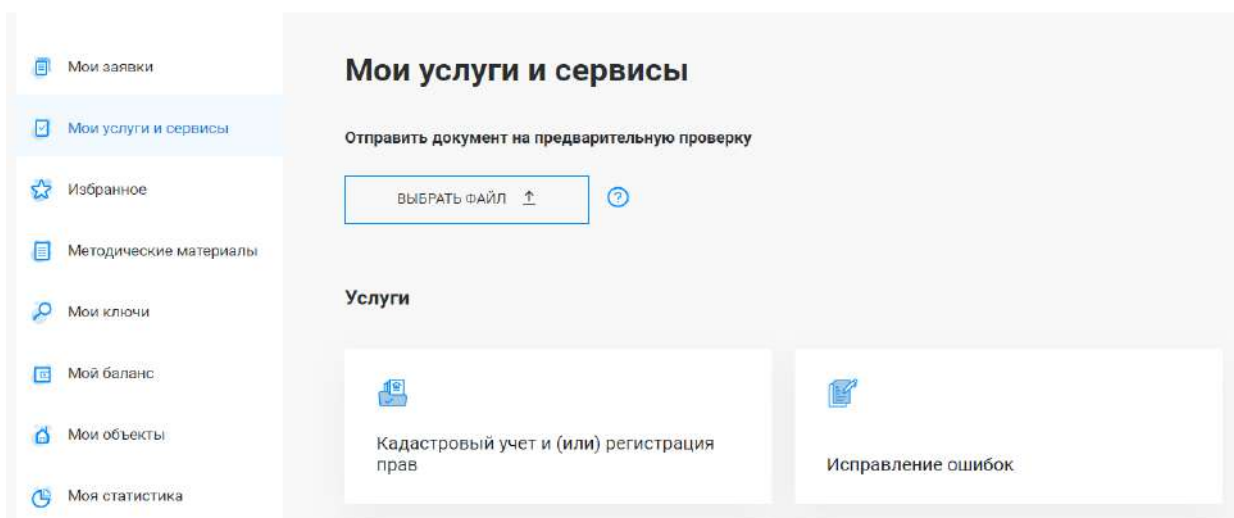 Мои заявки
Мои услуги и сервисы
Избранное
Методические материалы
Мои ключи
Мой баланс
Мои объекты
Моя статистика
Мои услуги и сервисы
Отправить документ на предварительную проверку
ВЫБРАТЬ ФАЙЛ
?
Услуги
Кадастровый учет и (или) регистрация
прав
Исправление ошибок